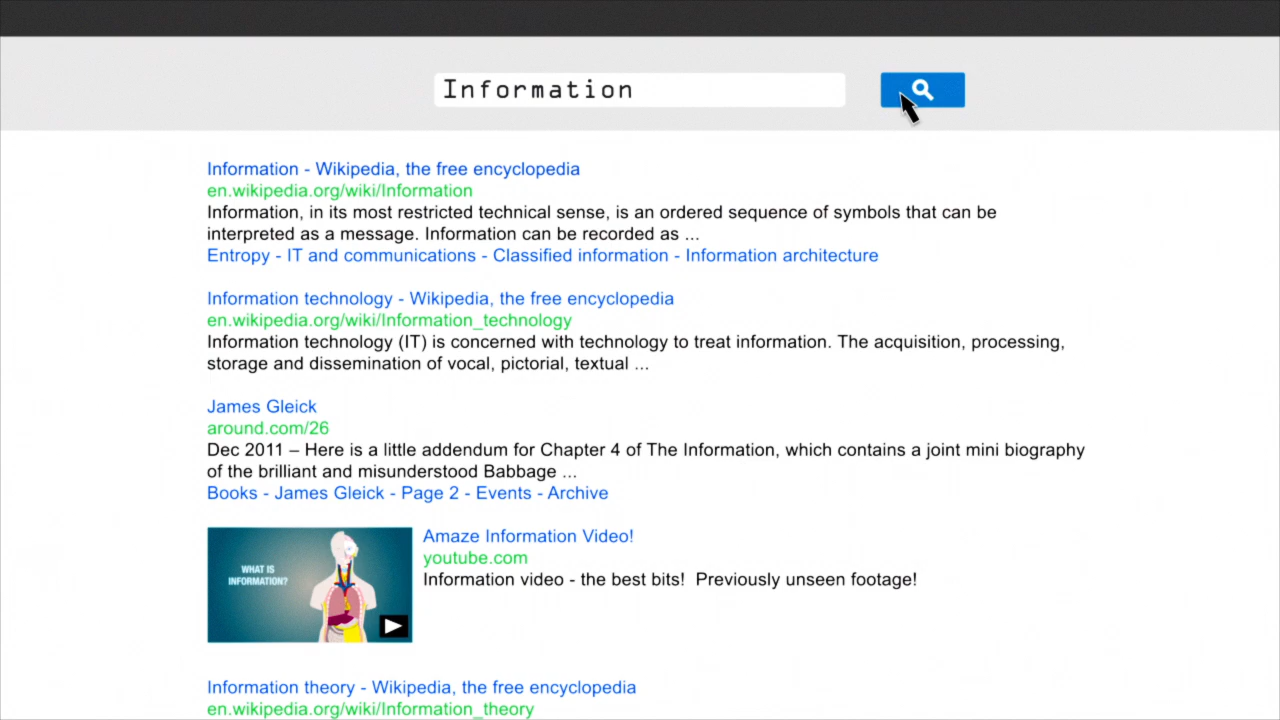 Information
Information - Wikipedia, the free encyclopedia
en.wikipedia.org/wiki/Information
Information, in its most restricted technical sense, is an ordered sequence of symbols that can be
interpreted as a message. Information can be recorded as ...
Entropy - IT and communications - Classified information - Information architecture
Information technology - Wikipedia, the free encyclopedia
en.wikipedia.org/wiki/Information_technology
Information technology (IT) is concerned with technology to treat information. The acquisition, processing,
storage and dissemination of vocal, pictorial, textual ...
James Gleick
around.com/26
Dec 2011 – Here is a little addendum for Chapter 4 of The Information, which contains a joint mini biography
of the brilliant and misunderstood Babbage ...
Books - James Gleick - Page 2 - Events - Archive
WHAT IS
INFORMATION?
Amaze Information Video!
youtube.com
Information video - the best bits!  Previously unseen footage!
Information theory - Wikipedia, the free encyclopedia
en.wikipedia.org/wiki/Information_theory